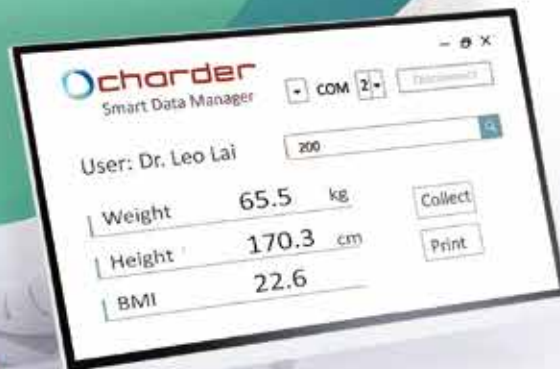 charder
Smart Data Manager
COM 2
Disconnect
User: Dr. Leo Lai
200
Weight 65.5 kg
Height 170.3 cm
BMI 22.6
Collect
Print